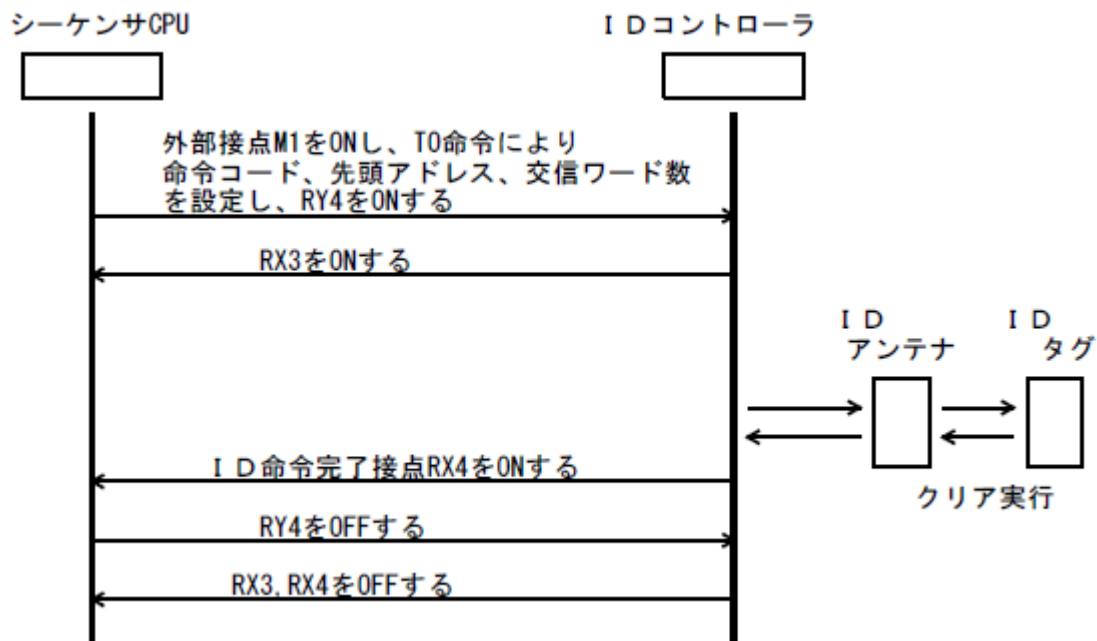 シーケンサCPU
ＩＤコントローラ
外部接点M1をONし、TO命令により
命令コード、先頭アドレス、交信ワード数
を設定し、RY4をONする
RX3をONする
ＩＤ
アンテナ
ＩＤ
タグ
ＩＤ命令完了接点RX4をONする
クリア実行
RY4をOFFする
RX3,RX4をOFFする